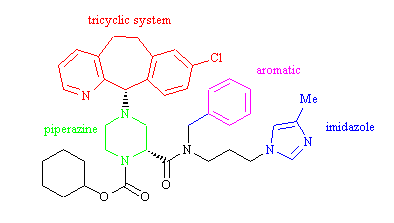 tricyclic system
Cl
aromatic
N
N
Me
piperazine
imidazole
N
N
N
N
O
O
O